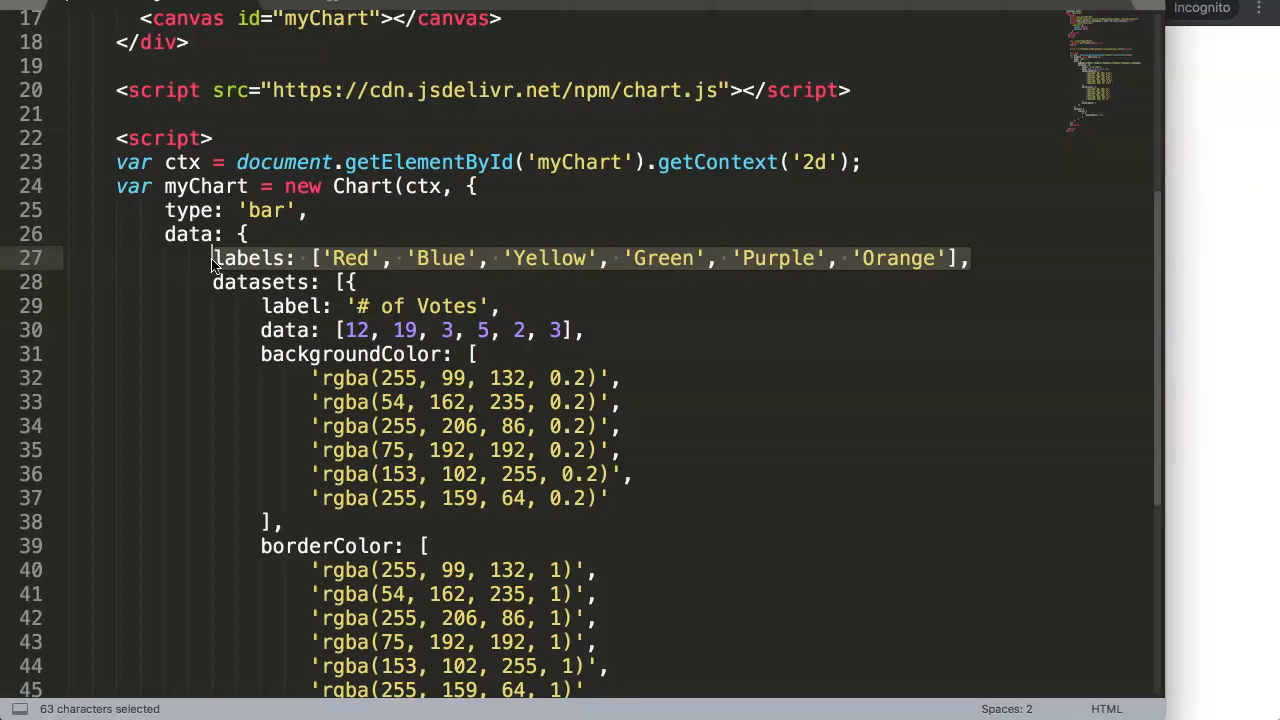 Incognito
17 <canvas id="myChart"></canvas>
18 </div>
19
20 <script src="https://cdn.jsdelivr.net/npm/chart.js"></script>
21
22 <script>
23 var ctx = document.getElementById('myChart').getContext('2d');
24 var myChart = new Chart(ctx, {
25 type: 'bar',
26 data: {
27 labels: ['Red', 'Blue', 'Yellow', 'Green', 'Purple', 'Orange'],
28 datasets: [{
29 label: '# of Votes',
30 data: [12, 19, 3, 5, 2, 3],
31 backgroundColor: [
32 'rgba(255, 99, 132, 0.2)',
33 'rgba(54, 162, 235, 0.2)',
34 'rgba(255, 206, 86, 0.2)',
35 'rgba(75, 192, 192, 0.2)',
36 'rgba(153, 102, 255, 0.2)',
37 'rgba(255, 159, 64, 0.2)'
38 ],
39 borderColor: [
40 'rgba(255, 99, 132, 1)',
41 'rgba(54, 162, 235, 1)',
42 'rgba(255, 206, 86, 1)',
43 'rgba(75, 192, 192, 1)',
44 'rgba(153, 102, 255, 1)',
45 'rgba(255, 159, 64, 1)'
63 characters selected
Spaces: 2
HTML